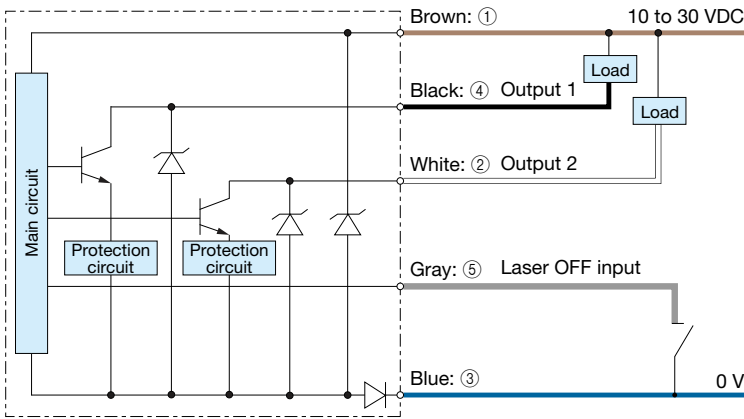 Brown: ① 10 to 30 VDC
Load
Black: ④ Output 1
Load
White: ② Output 2
Main circuit
Protection
circuit
Protection
circuit
Gray: ⑤ Laser OFF input
Blue: ③ 0 V